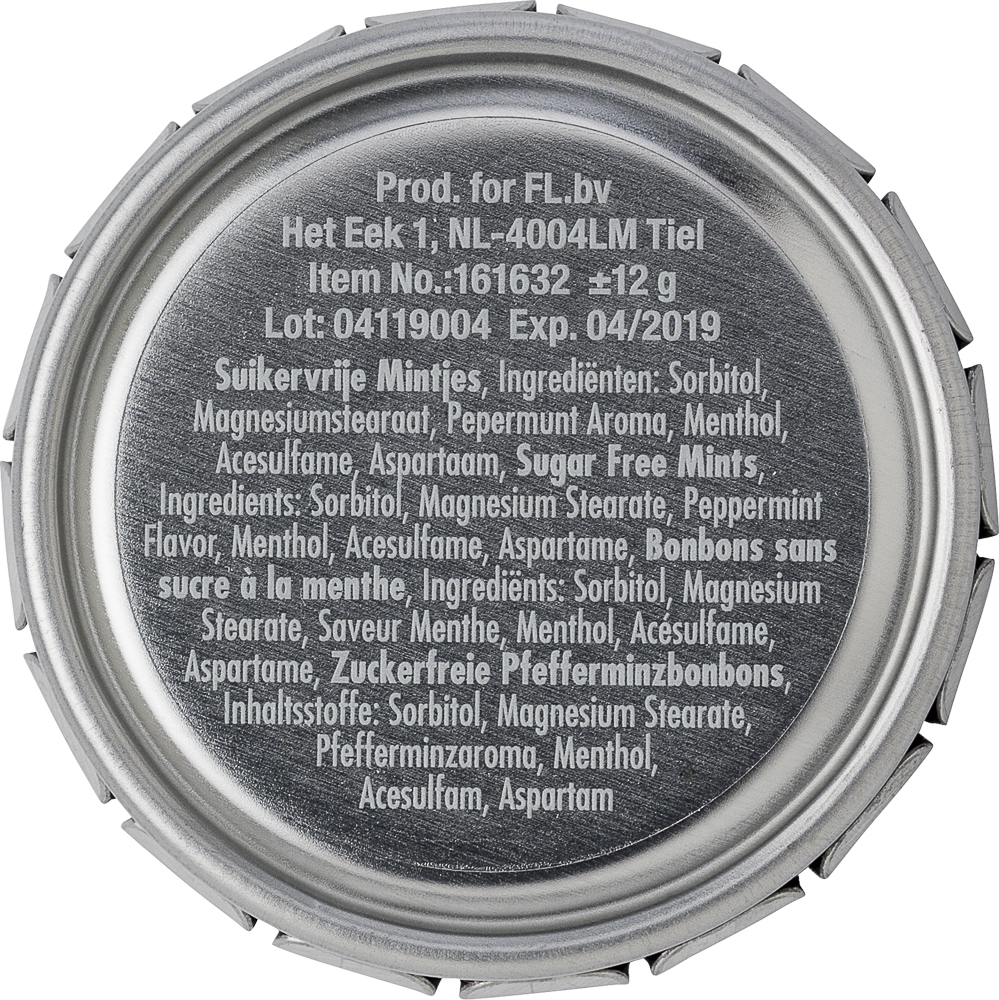 Prod. for FL.bv
Het Eek 1, NL-4004LM Tiel
Item No.:161632 ±12 g
Lot: 04119004 Exp. 04/2019
Suikervrije Mintjes, Ingrediënten: Sorbitol,
Magnesiumstearaat, Pepermunt Aroma, Menthol,
Acesulfame, Aspartaam, Sugar Free Mints,
Ingredients: Sorbitol, Magnesium Stearate, Peppermint
Flavor, Menthol, Acesulfame, Aspartame, Bonbons sans
sucre à la menthe, Ingrediënts: Sorbitol, Magnesium
Stearate, Saveur Menthe, Menthol, Acésulfame,
Aspartame, Zuckerfreie Pfefferminzbonbons,
Inhaltsstoffe: Sorbitol, Magnesium Stearate,
Pfefferminzaroma, Menthol,
Acesulfam, Aspartam